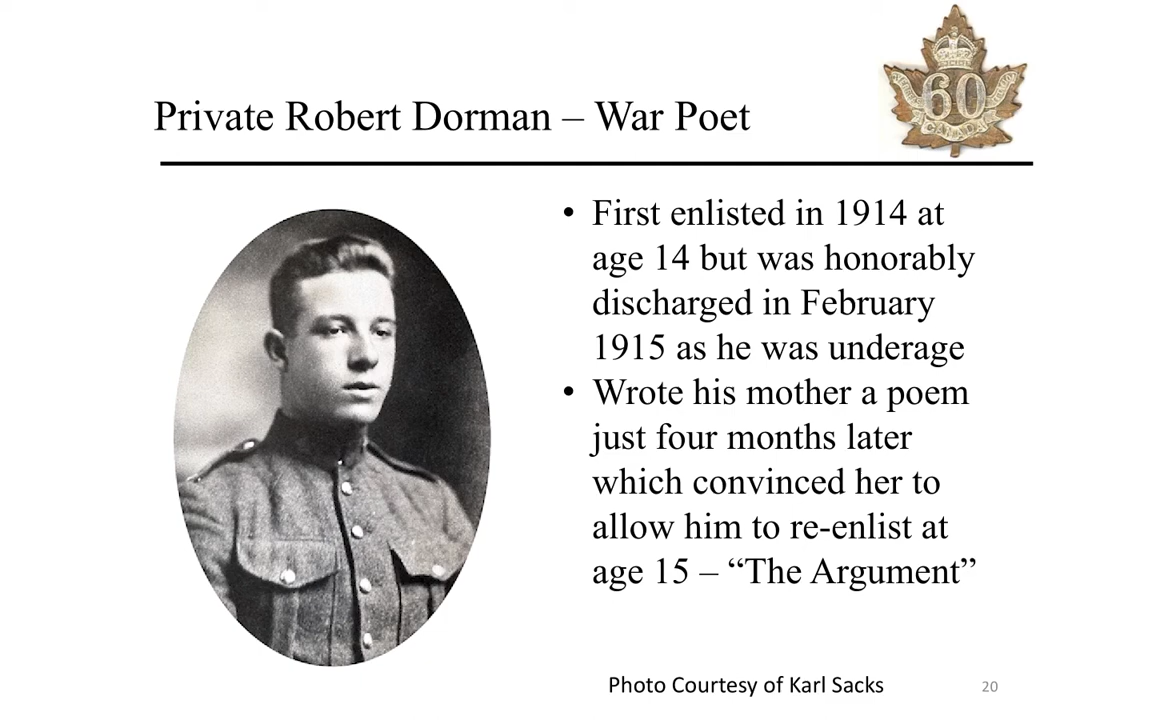 60
CANADA
Private Robert Dorman – War Poet
• First enlisted in 1914 at
age 14 but was honorably
discharged in February
1915 as he was underage
• Wrote his mother a poem
just four months later
which convinced her to
allow him to re-enlist at
age 15 – “The Argument”
Photo Courtesy of Karl Sacks
20